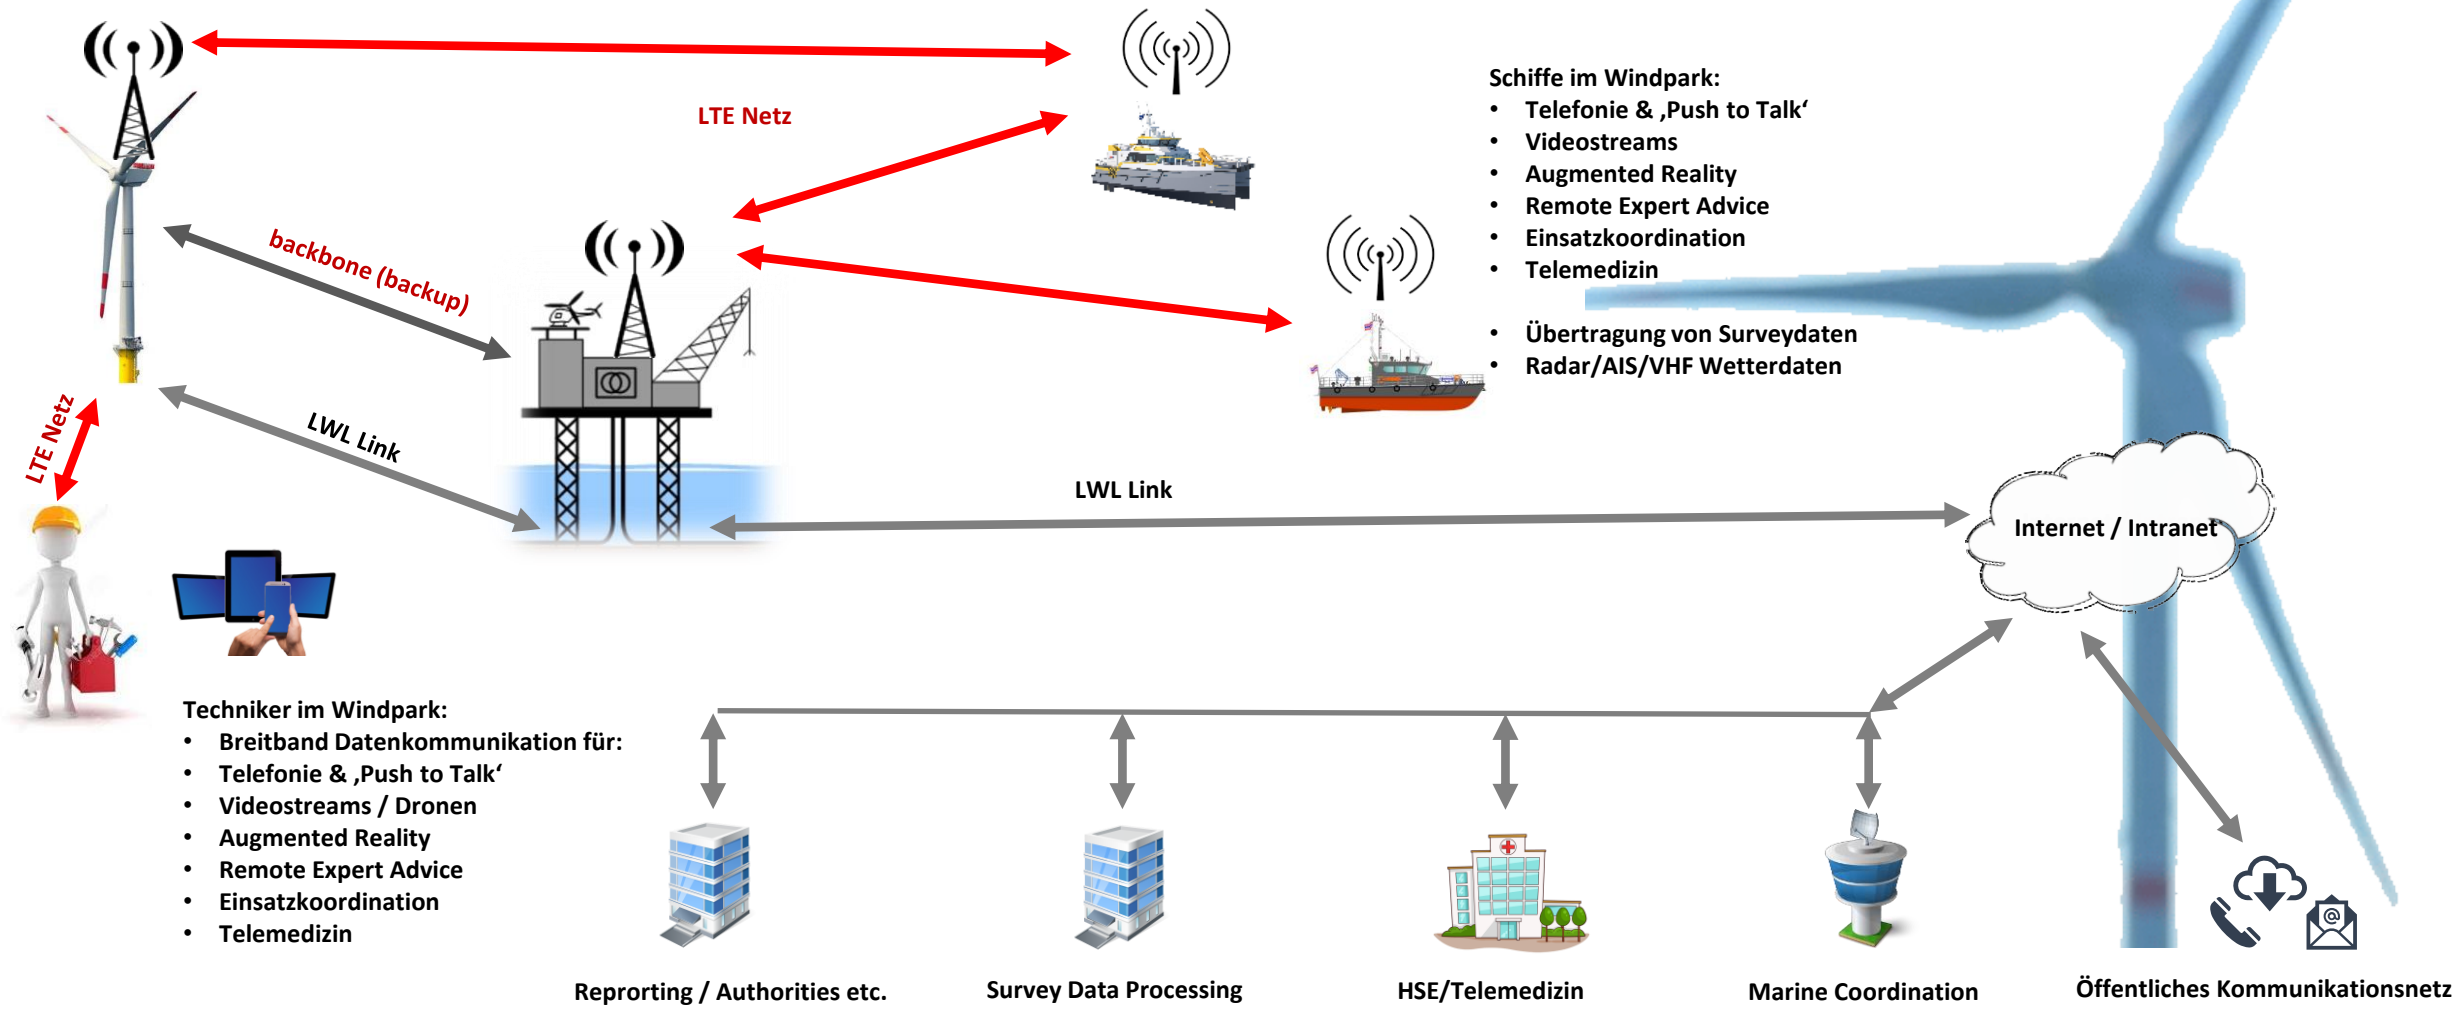 LTE Netz
Schiffe im Windpark:
• Telefonie & ‚Push to Talk‘
• Videostreams
• Augmented Reality
• Remote Expert Advice
• Einsatzkoordination
• Telemedizin
• Übertragung von Surveydaten
• Radar/AIS/VHF Wetterdaten
backbone (backup)
LWL Link
LTE Netz
LWL Link
Internet / Intranet
Techniker im Windpark:
• Breitband Datenkommunikation für:
• Telefonie & ‚Push to Talk‘
• Videostreams / Dronen
• Augmented Reality
• Remote Expert Advice
• Einsatzkoordination
• Telemedizin
Reprorting / Authorities etc.
Survey Data Processing
HSE/Telemedizin
Marine Coordination
Öffentliches Kommunikationsnetz